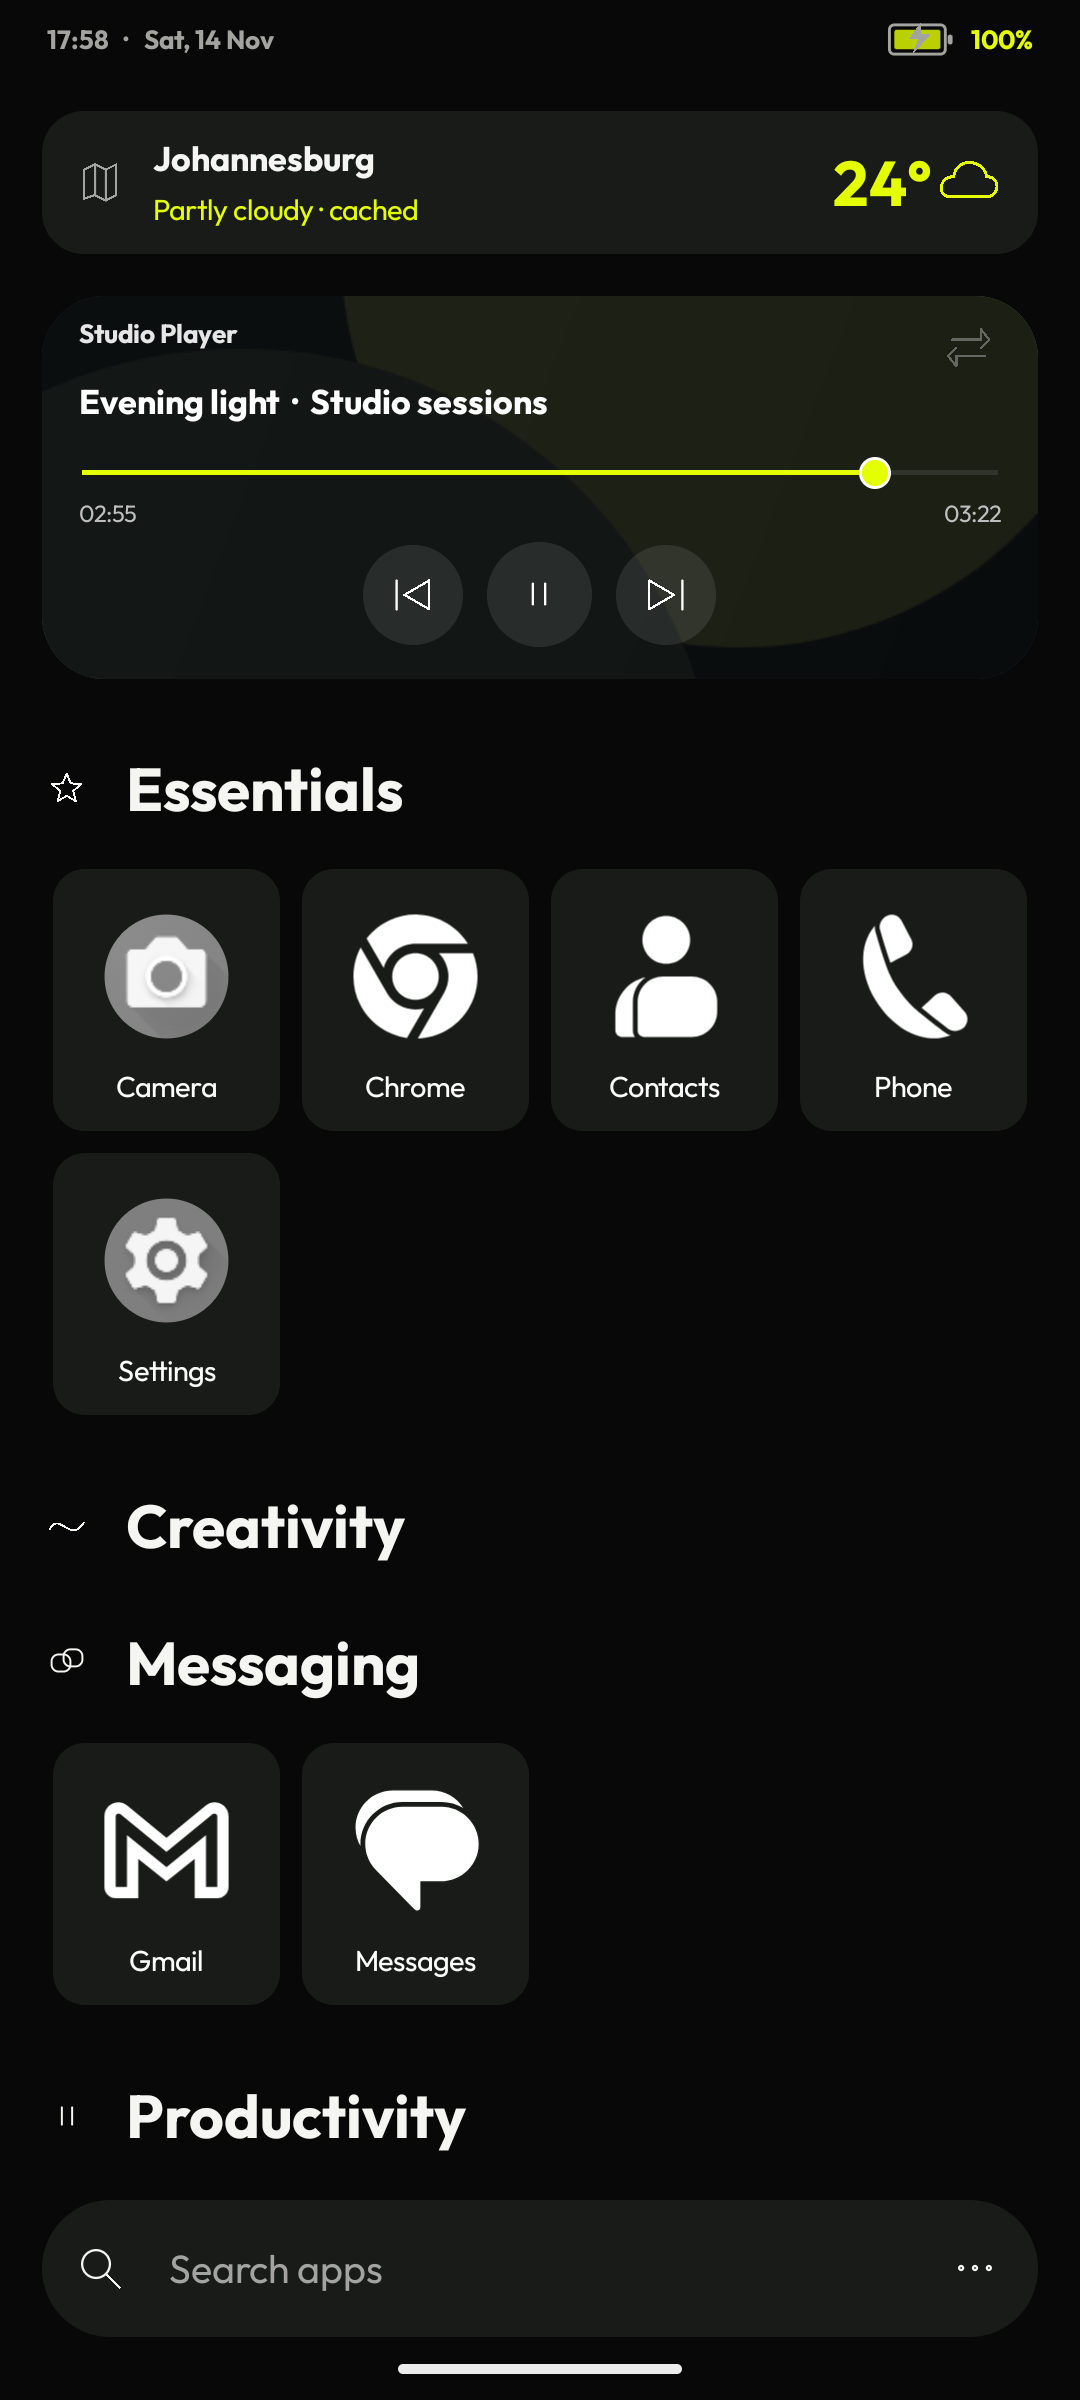 17:58 · Sat, 14 Nov
100%
Johannesburg
Partly cloudy · cached
24°
Studio Player
Evening light · Studio sessions
02:55
03:22
Essentials
Camera
Chrome
Contacts
Phone
Settings
Creativity
Messaging
Gmail
Messages
Productivity
Search apps